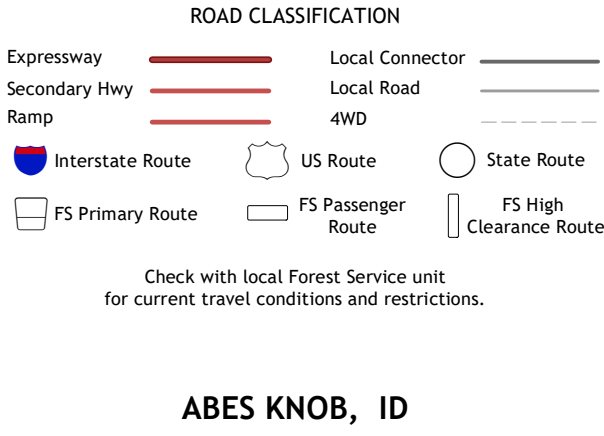 ROAD CLASSIFICATION
Expressway
Local Connector
Secondary Hwy
Local Road
Ramp
4WD
Interstate Route
US Route
State Route
FS Primary Route
FS Passenger
Route
FS High
Clearance Route
Check with local Forest Service unit
for current travel conditions and restrictions.
ABES KNOB, ID